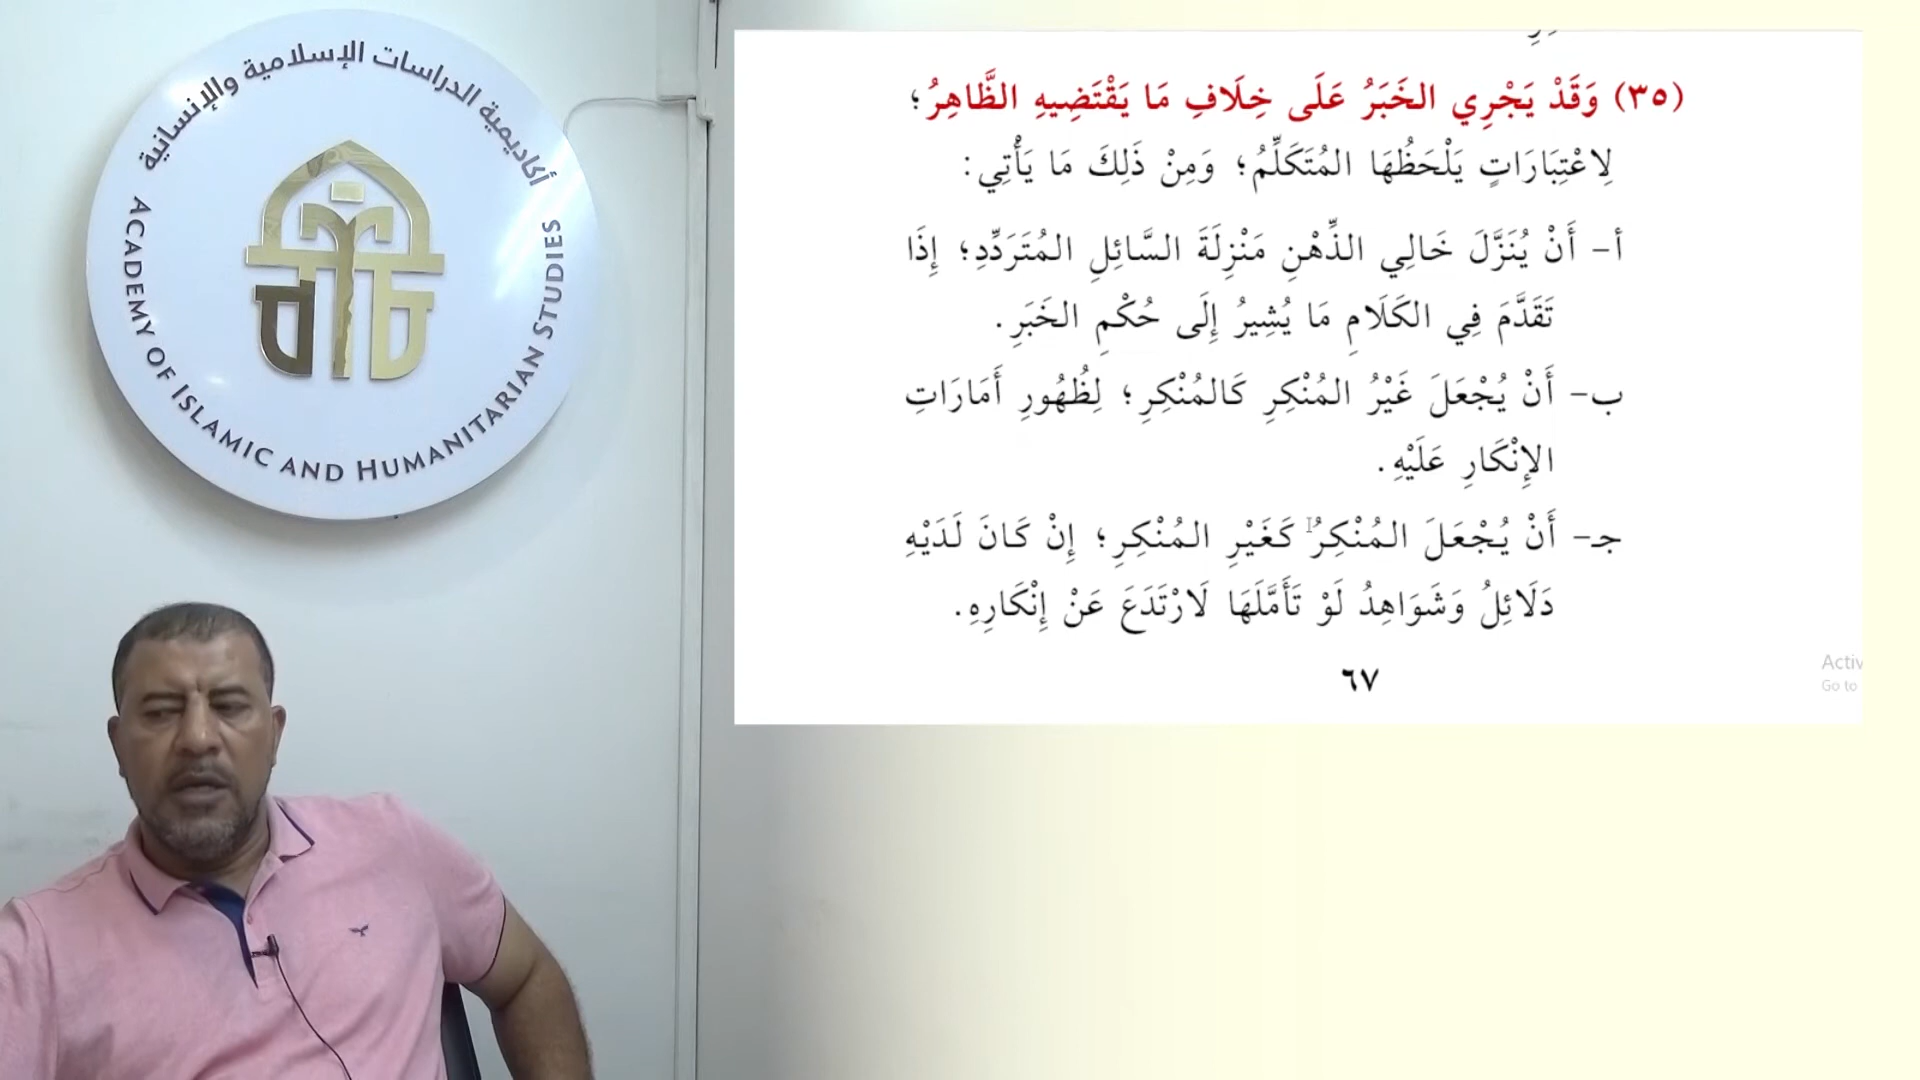 أكاديمية الدراسات الإسلامية والإنسانية
ACADEMY OF ISLAMIC AND HUMANITARIAN STUDIES
(٣٥) وَقَدْ يَجْرِي الخَبَرُ عَلَى خِلَافِ مَا يَقْتَضِيهِ الظَّاهِرُ؛
لِاعْتِبَارَاتٍ يَلْحَظُهَا المُتَكَلِّمُ؛ وَمِنْ ذَلِكَ مَا يَأْتِي:
أ- أَنْ يُنَزَّلَ خَالِي الذِّهْنِ مَنْزِلَةَ السَّائِلِ المُتَرَدِّدِ؛ إِذَا
تَقَدَّمَ فِي الكَلَامِ مَا يُشِيرُ إِلَى حُكْمِ الخَبَرِ.
ب- أَنْ يُجْعَلَ غَيْرُ المُنْكِرِ كَالمُنْكِرِ؛ لِظُهُورِ أَمَارَاتِ
الإِنْكَارِ عَلَيْهِ.
جـ- أَنْ يُجْعَلَ المُنْكِرُ كَغَيْرِ المُنْكِرِ؛ إِنْ كَانَ لَدَيْهِ
دَلَائِلُ وَشَوَاهِدُ لَوْ تَأَمَّلَهَا لَارْتَدَعَ عَنْ إِنْكَارِهِ.
٦٧
Activ
Go to